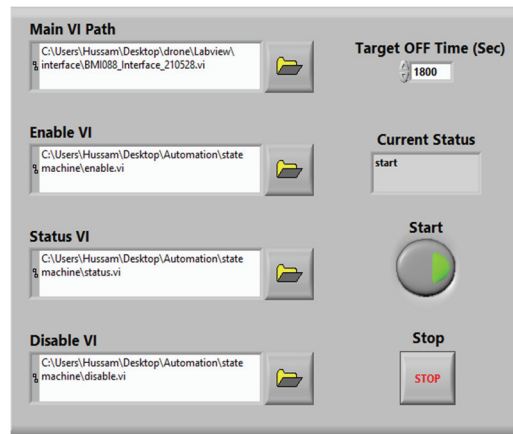 Main VI Path
C:\Users\Hussam\Desktop\drone\Labview\
interface\BMI088_Interface_210528.vi
Target OFF Time (Sec)
1800
Enable VI
C:\Users\Hussam\Desktop\Automation\state
machine\enable.vi
Current Status
start
Status VI
C:\Users\Hussam\Desktop\Automation\state
machine\status.vi
Start
Disable VI
C:\Users\Hussam\Desktop\Automation\state
machine\disable.vi
Stop
STOP